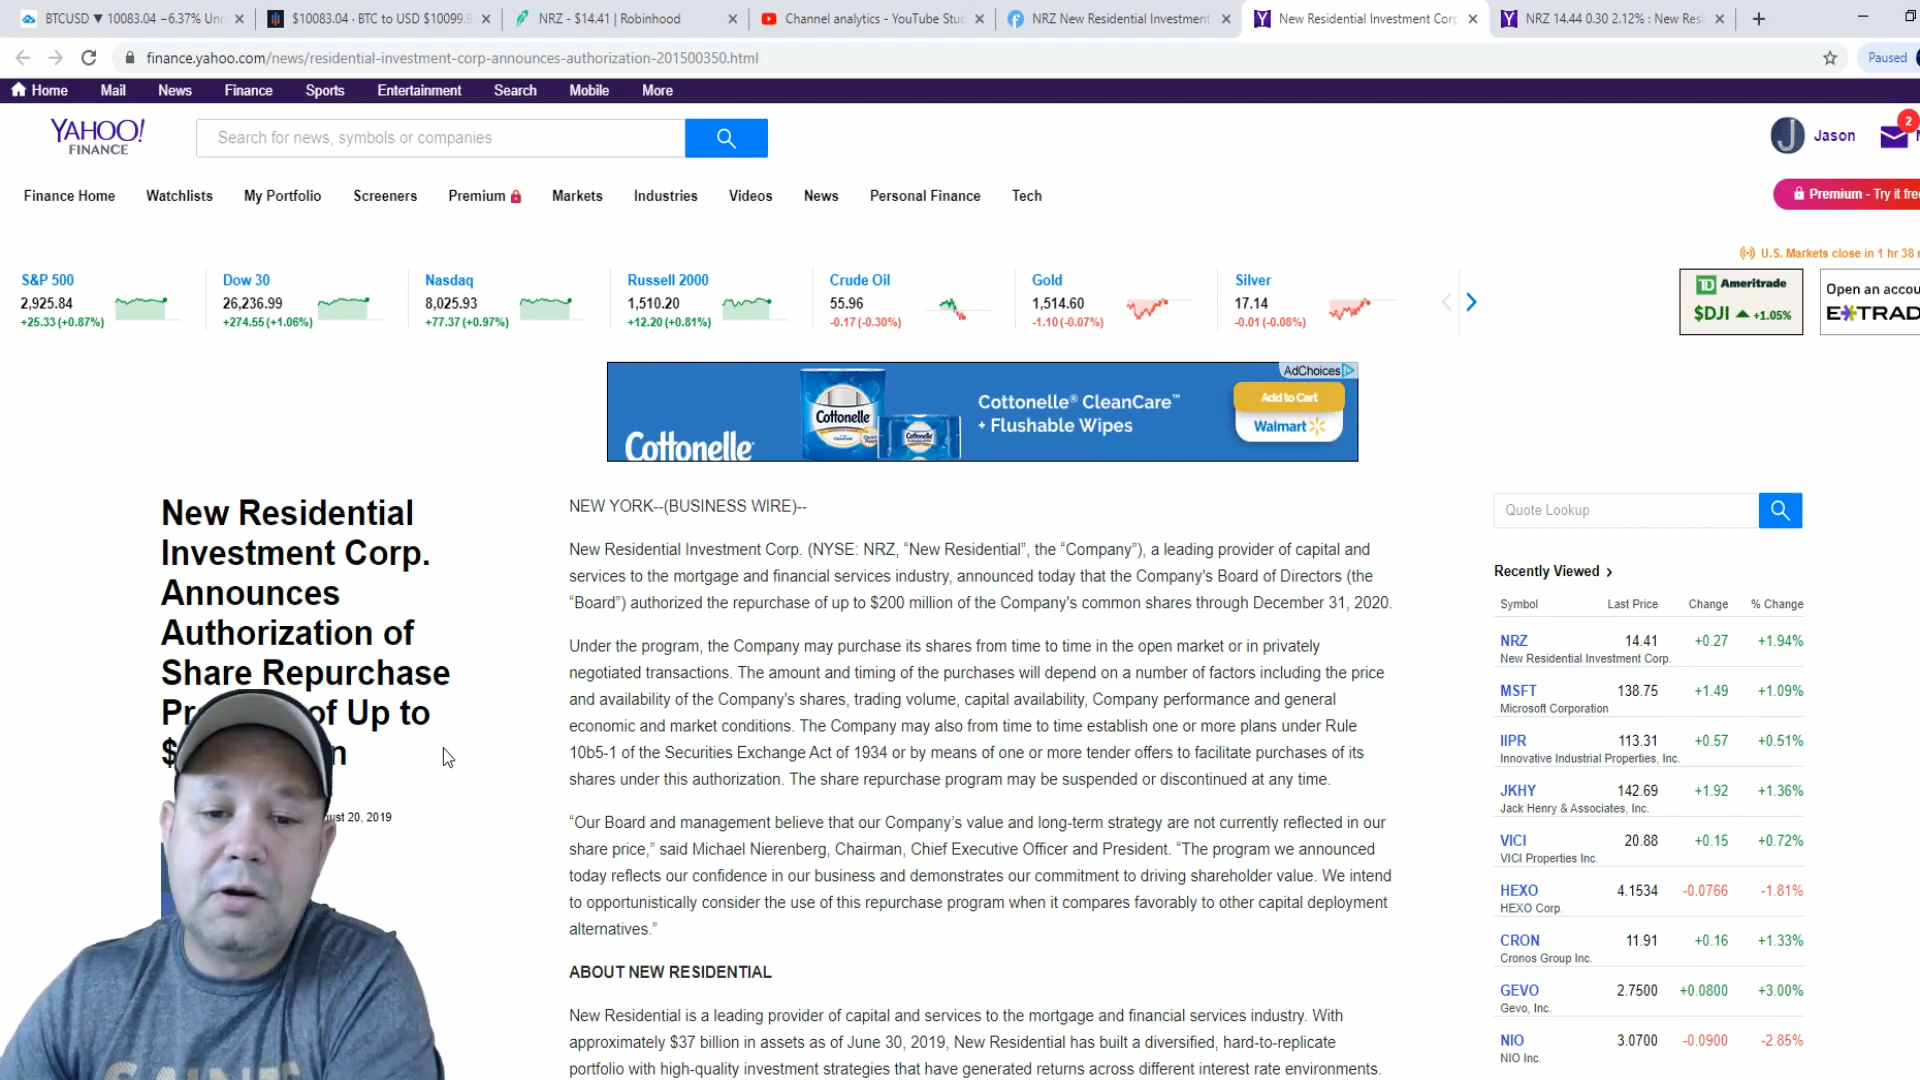 BTCUSD ▼ 10083.04 −6.37% Un
$10083.04 · BTC to USD $10099.9
NRZ - $14.41 | Robinhood
Channel analytics - YouTube Stu
NRZ New Residential Investment
New Residential Investment Corp
NRZ 14.44 0.30 2.12% : New Res
finance.yahoo.com/news/residential-investment-corp-announces-authorization-201500350.html
Paused
Home Mail News Finance Sports Entertainment Search Mobile More
YAHOO!
FINANCE
Search for news, symbols or companies
J Jason
2
Finance Home Watchlists My Portfolio Screeners Premium Markets Industries Videos News Personal Finance Tech
Premium - Try it free
U.S. Markets close in 1 hr 38
S&P 500
2,925.84
+25.33 (+0.87%)
Dow 30
26,236.99
+274.55 (+1.06%)
Nasdaq
8,025.93
+77.37 (+0.97%)
Russell 2000
1,510.20
+12.20 (+0.81%)
Crude Oil
55.96
-0.17 (-0.30%)
Gold
1,514.60
-1.10 (-0.07%)
Silver
17.14
-0.01 (-0.08%)
TD Ameritrade
$DJI +1.05%
Open an accou
E*TRAD
AdChoices
Cottonelle
Cottonelle
Cottonelle
Cottonelle® CleanCare™
+ Flushable Wipes
Add to Cart
Walmart
New Residential
Investment Corp.
Announces
Authorization of
Share Repurchase
Pr of Up to
$ n
ust 20, 2019
NEW YORK--(BUSINESS WIRE)--
New Residential Investment Corp. (NYSE: NRZ, “New Residential”, the “Company”), a leading provider of capital and
services to the mortgage and financial services industry, announced today that the Company's Board of Directors (the
“Board”) authorized the repurchase of up to $200 million of the Company's common shares through December 31, 2020.
Under the program, the Company may purchase its shares from time to time in the open market or in privately
negotiated transactions. The amount and timing of the purchases will depend on a number of factors including the price
and availability of the Company's shares, trading volume, capital availability, Company performance and general
economic and market conditions. The Company may also from time to time establish one or more plans under Rule
10b5-1 of the Securities Exchange Act of 1934 or by means of one or more tender offers to facilitate purchases of its
shares under this authorization. The share repurchase program may be suspended or discontinued at any time.
“Our Board and management believe that our Company's value and long-term strategy are not currently reflected in our
share price,” said Michael Nierenberg, Chairman, Chief Executive Officer and President. “The program we announced
today reflects our confidence in our business and demonstrates our commitment to driving shareholder value. We intend
to opportunistically consider the use of this repurchase program when it compares favorably to other capital deployment
alternatives.”
ABOUT NEW RESIDENTIAL
New Residential is a leading provider of capital and services to the mortgage and financial services industry. With
approximately $37 billion in assets as of June 30, 2019, New Residential has built a diversified, hard-to-replicate
portfolio with high-quality investment strategies that have generated returns across different interest rate environments.
Quote Lookup
Recently Viewed
Symbol Last Price Change % Change
NRZ 14.41 +0.27 +1.94%
New Residential Investment Corp.
MSFT 138.75 +1.49 +1.09%
Microsoft Corporation
IIPR 113.31 +0.57 +0.51%
Innovative Industrial Properties, Inc.
JKHY 142.69 +1.92 +1.36%
Jack Henry & Associates, Inc.
VICI 20.88 +0.15 +0.72%
VICI Properties Inc.
HEXO 4.1534 -0.0766 -1.81%
HEXO Corp.
CRON 11.91 +0.16 +1.33%
Cronos Group Inc.
GEVO 2.7500 +0.0800 +3.00%
Gevo, Inc.
NIO 3.0700 -0.0900 -2.85%
NIO Inc.